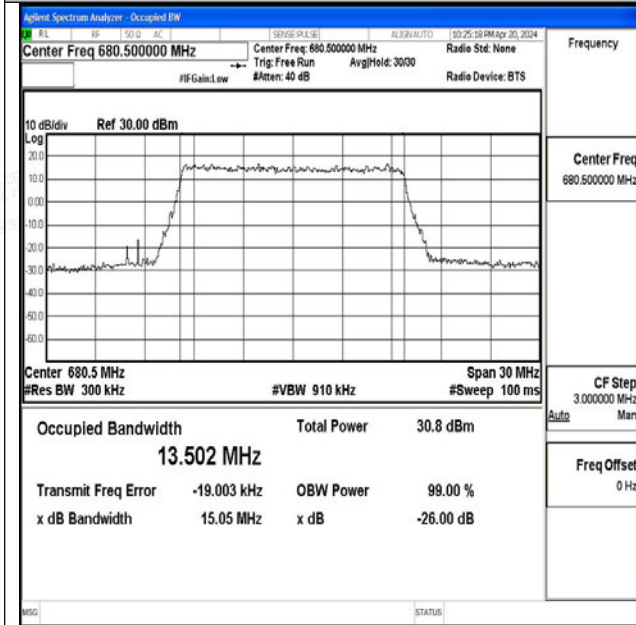 Agilent Spectrum Analyzer - Occupied BW
RL RF 50 Ω AC SENSE:PULSE ALIGNAUTO 10:25:18 PM Apr 20, 2024
Center Freq 680.500000 MHz
Center Freq: 680.500000 MHz
Radio Std: None
Trig: Free Run Avg|Hold: 30/30
#IFGain:Low #Atten: 40 dB Radio Device: BTS
Frequency
10 dB/div Ref 30.00 dBm
Log
20.0
10.0
0.00
-10.0
-20.0
-30.0
-40.0
-50.0
-60.0
Center 680.5 MHz Span 30 MHz
#Res BW 300 kHz #VBW 910 kHz #Sweep 100 ms
Center Freq
680.500000 MHz
CF Step
3.000000 MHz
Auto Man
Freq Offset
0 Hz
Occupied Bandwidth Total Power 30.8 dBm
13.502 MHz
Transmit Freq Error -19.003 kHz OBW Power 99.00 %
x dB Bandwidth 15.05 MHz x dB -26.00 dB
MSG STATUS